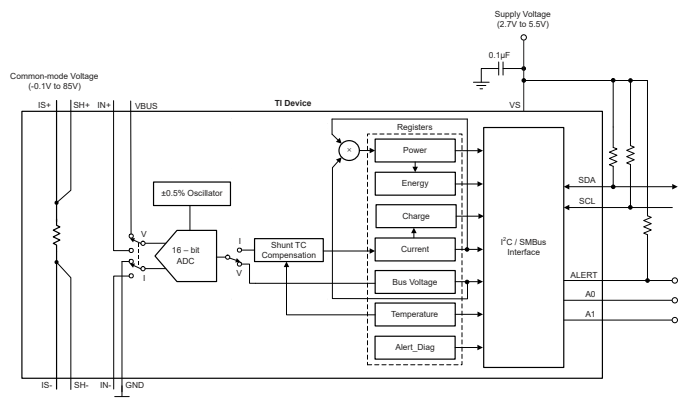 Supply Voltage
(2.7V to 5.5V)
0.1µF
Common-mode Voltage
(-0.1V to 85V)
IS+ SH+ IN+ VBUS
TI Device
VS
Registers
×
Power
Energy
Charge
Current
Bus Voltage
Temperature
Alert_Diag
±0.5% Oscillator
16 – bit
ADC
V
I
I
V
Shunt TC
Compensation
I²C / SMBus
Interface
SDA
SCL
ALERT
A0
A1
IS- SH- IN- GND